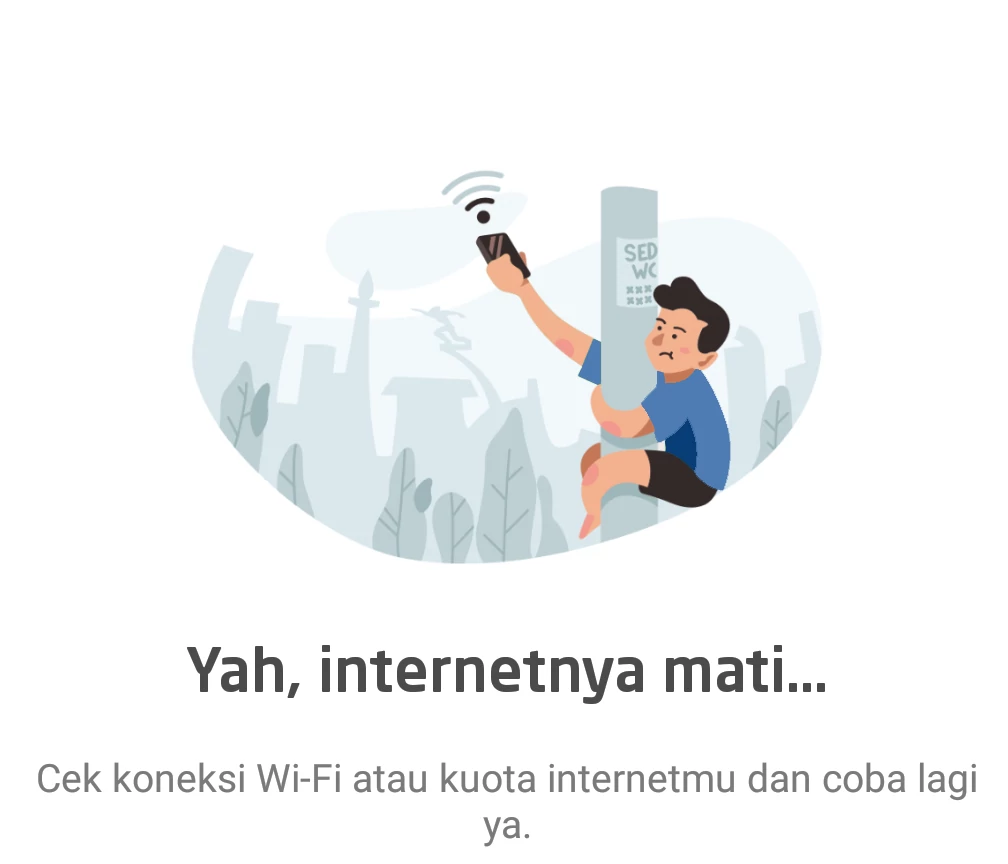 SED
WC
Yah, internetnya mati...
Cek koneksi Wi-Fi atau kuota internetmu dan coba lagi
ya.